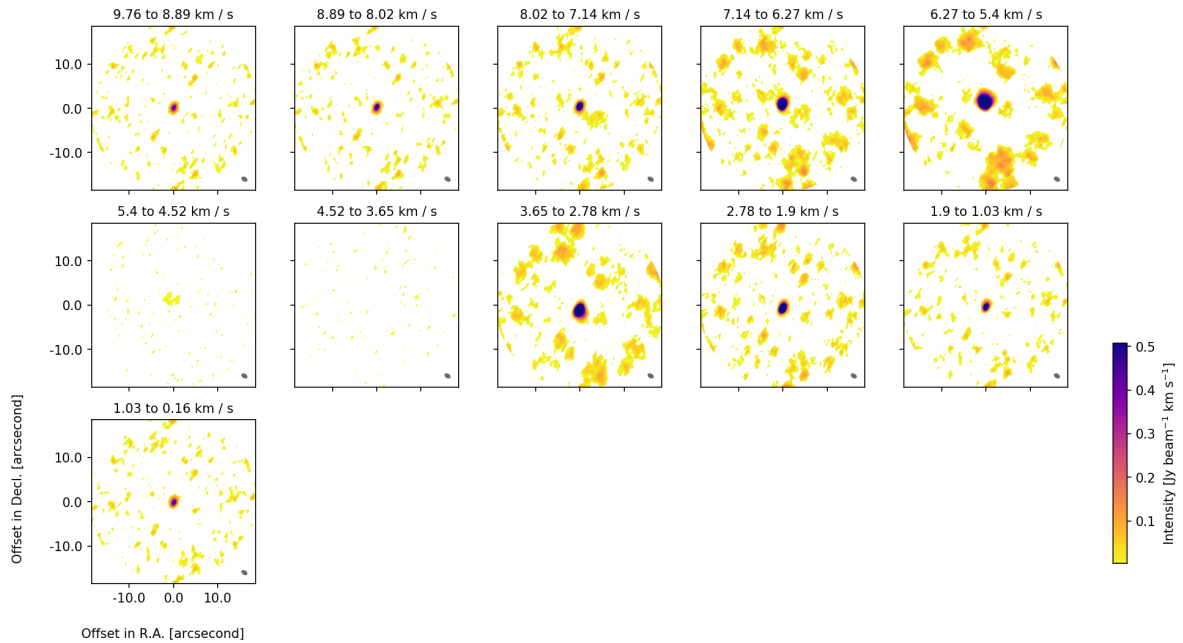 9.76 to 8.89 km / s
8.89 to 8.02 km / s
8.02 to 7.14 km / s
7.14 to 6.27 km / s
6.27 to 5.4 km / s
10.0
0.0
-10.0
5.4 to 4.52 km / s
4.52 to 3.65 km / s
3.65 to 2.78 km / s
2.78 to 1.9 km / s
1.9 to 1.03 km / s
10.0
0.0
-10.0
1.03 to 0.16 km / s
10.0
0.0
-10.0
-10.0 0.0 10.0
Offset in Decl. [arcsecond]
Offset in R.A. [arcsecond]
0.5
0.4
0.3
0.2
0.1
Intensity [Jy beam⁻¹ km s⁻¹]